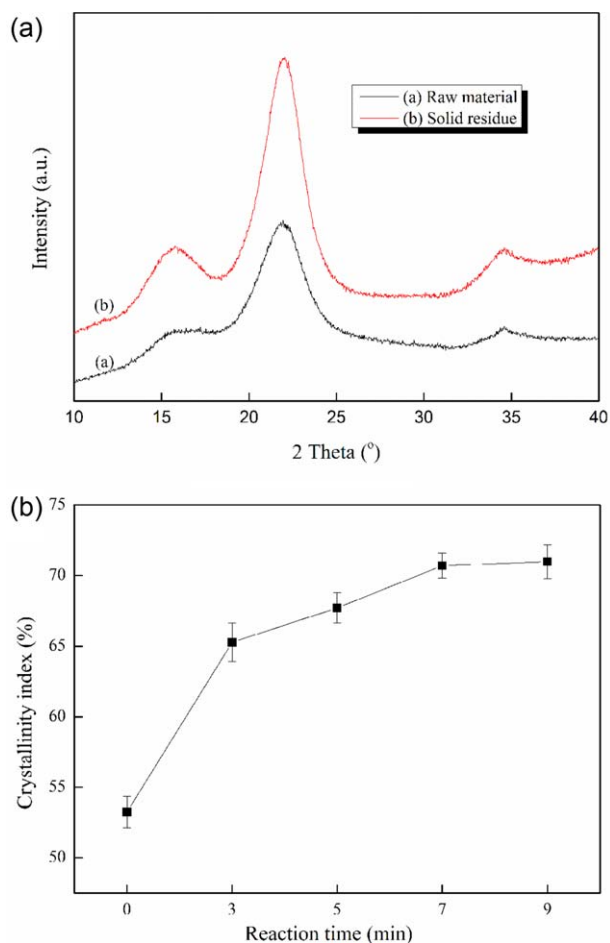 (a)
Intensity (a.u.)
(a) Raw material
(b) Solid residue
(b)
(a)
10 15 20 25 30 35 40
2 Theta (°)
(b)
Crystallinity index (%)
75
70
65
60
55
50
0 3 5 7 9
Reaction time (min)